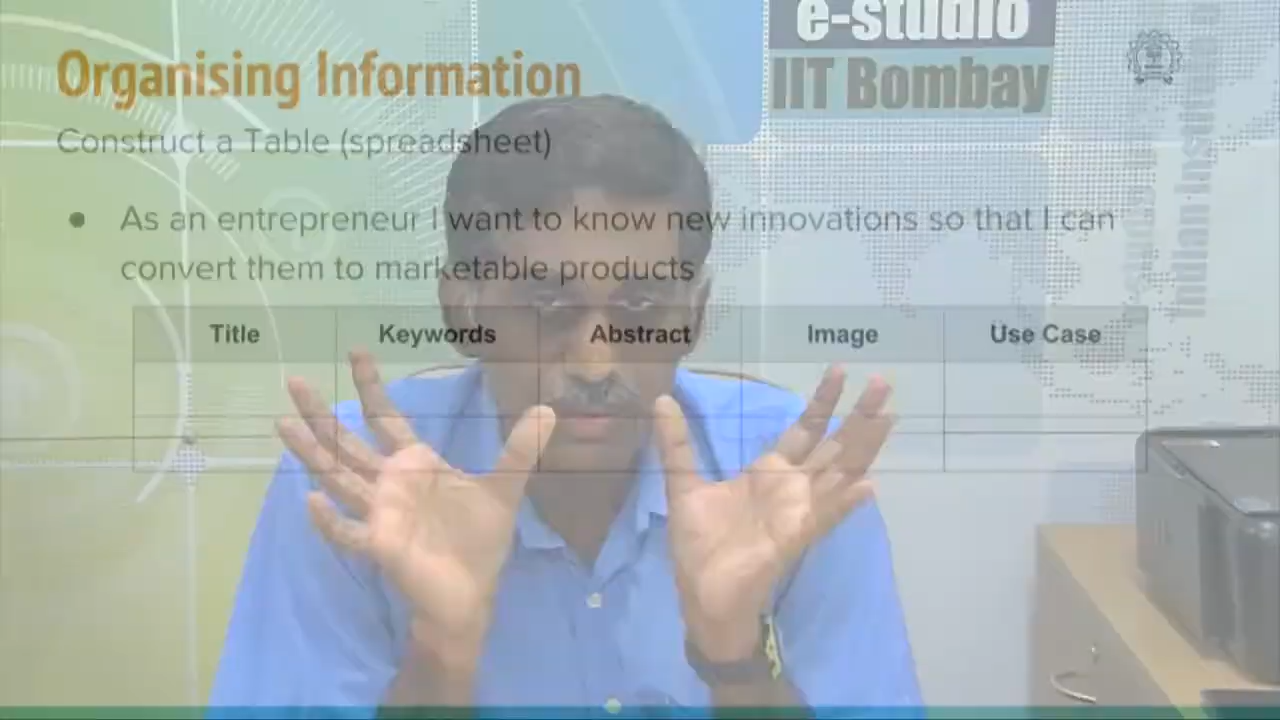 e-studio
IIT Bombay
Organising Information
Construct a Table (spreadsheet)
● As an entrepreneur I want to know new innovations so that I can
convert them to marketable products
Title Keywords Abstract Image Use Case